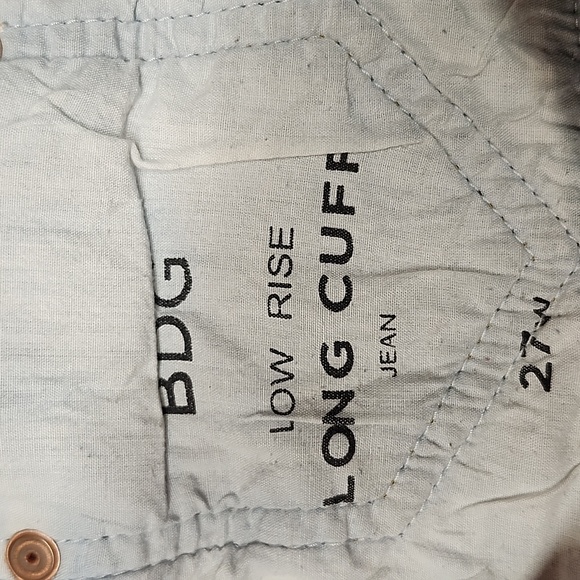 BDG
LOW RISE
LONG CUFF
JEAN
27W